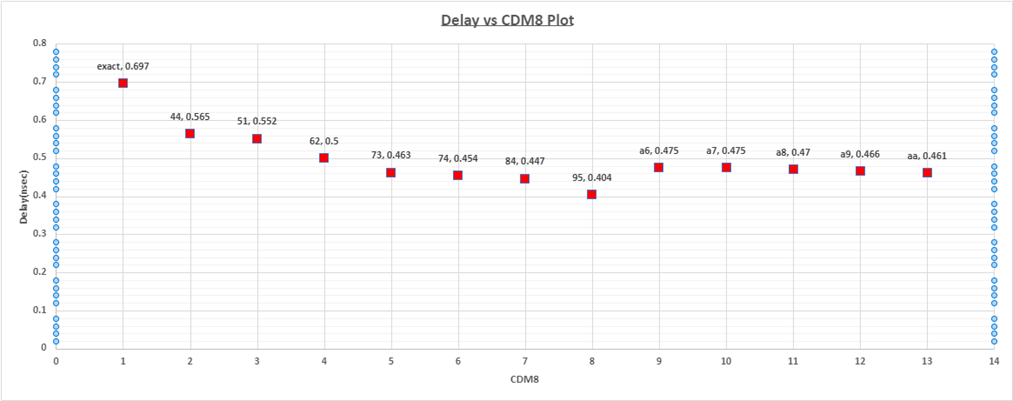 Delay vs CDM8 Plot
0.8
0.7
0.6
0.5
0.4
0.3
0.2
0.1
0
Delay(nsec)
exact, 0.697
44, 0.565
51, 0.552
62, 0.5
73, 0.463
74, 0.454
84, 0.447
95, 0.404
a6, 0.475
a7, 0.475
a8, 0.47
a9, 0.466
aa, 0.461
0 1 2 3 4 5 6 7 8 9 10 11 12 13 14
CDM8